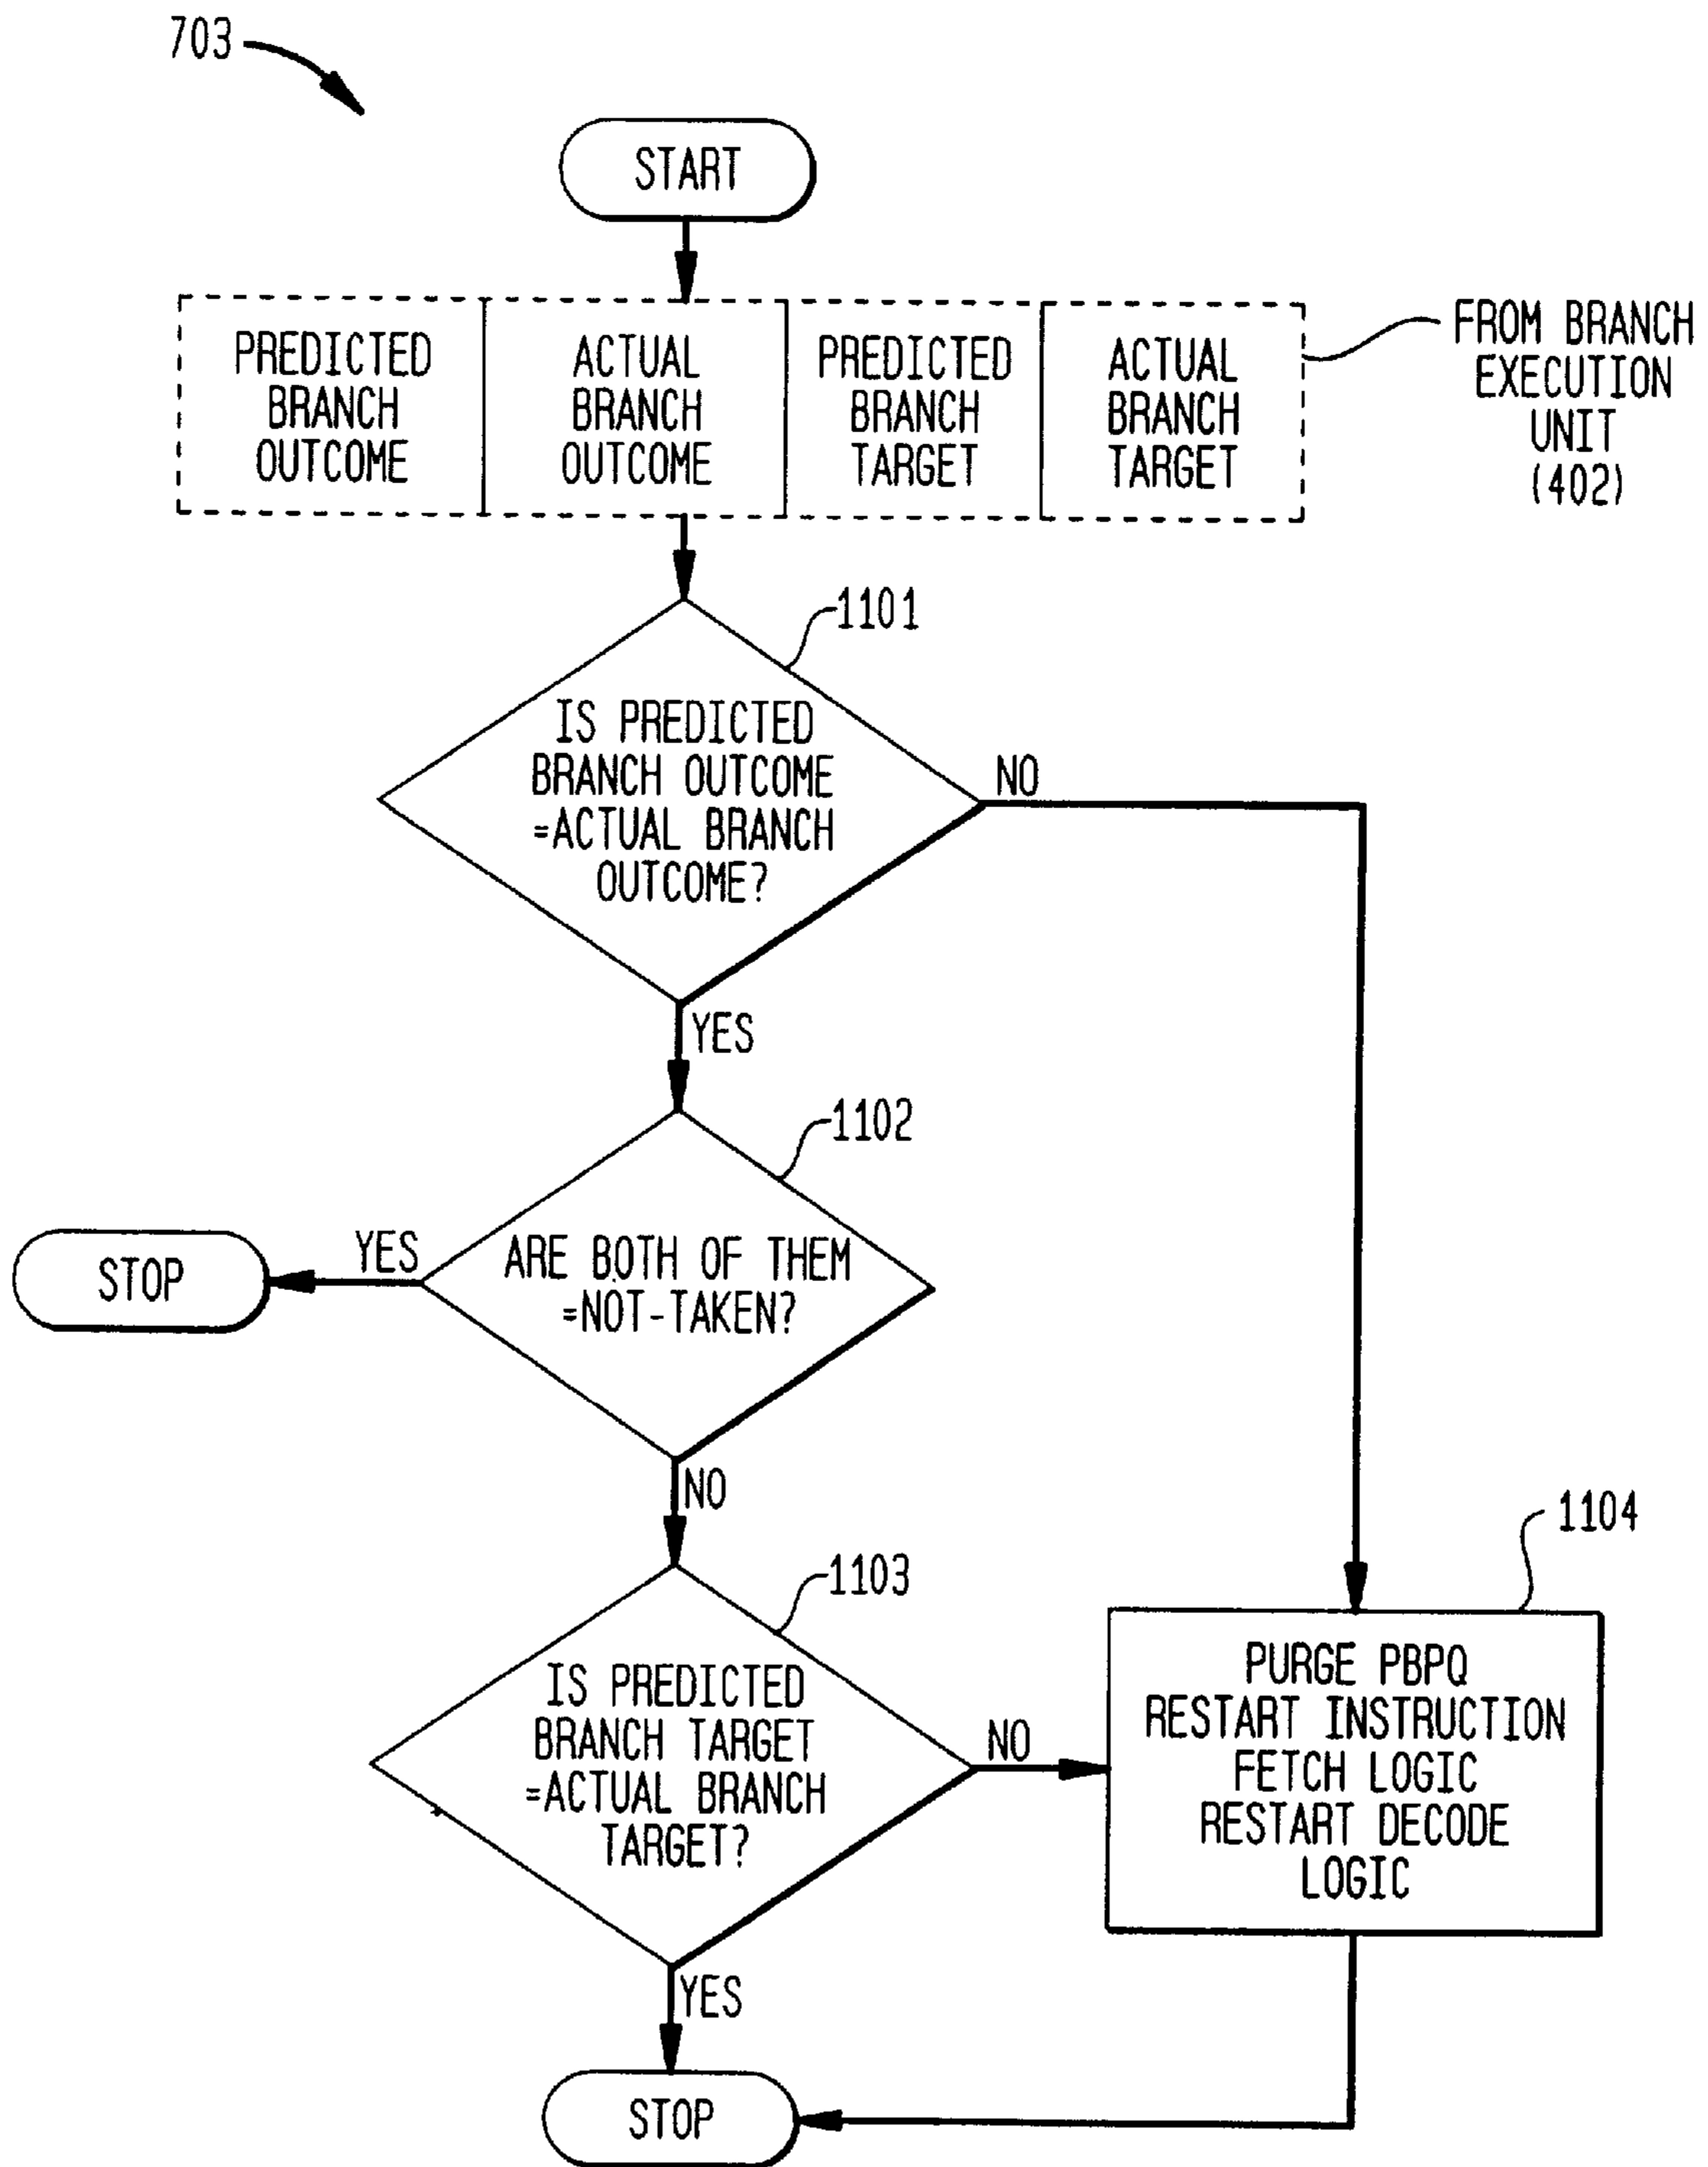 703
START
PREDICTED
BRANCH
OUTCOME
ACTUAL
BRANCH
OUTCOME
PREDICTED
BRANCH
TARGET
ACTUAL
BRANCH
TARGET
FROM BRANCH
EXECUTION
UNIT
(402)
1101
IS PREDICTED
BRANCH OUTCOME
=ACTUAL BRANCH
OUTCOME?
NO
YES
1102
ARE BOTH OF THEM
=NOT-TAKEN?
YES
STOP
NO
1103
IS PREDICTED
BRANCH TARGET
=ACTUAL BRANCH
TARGET?
NO
1104
PURGE PBPQ
RESTART INSTRUCTION
FETCH LOGIC
RESTART DECODE
LOGIC
YES
STOP